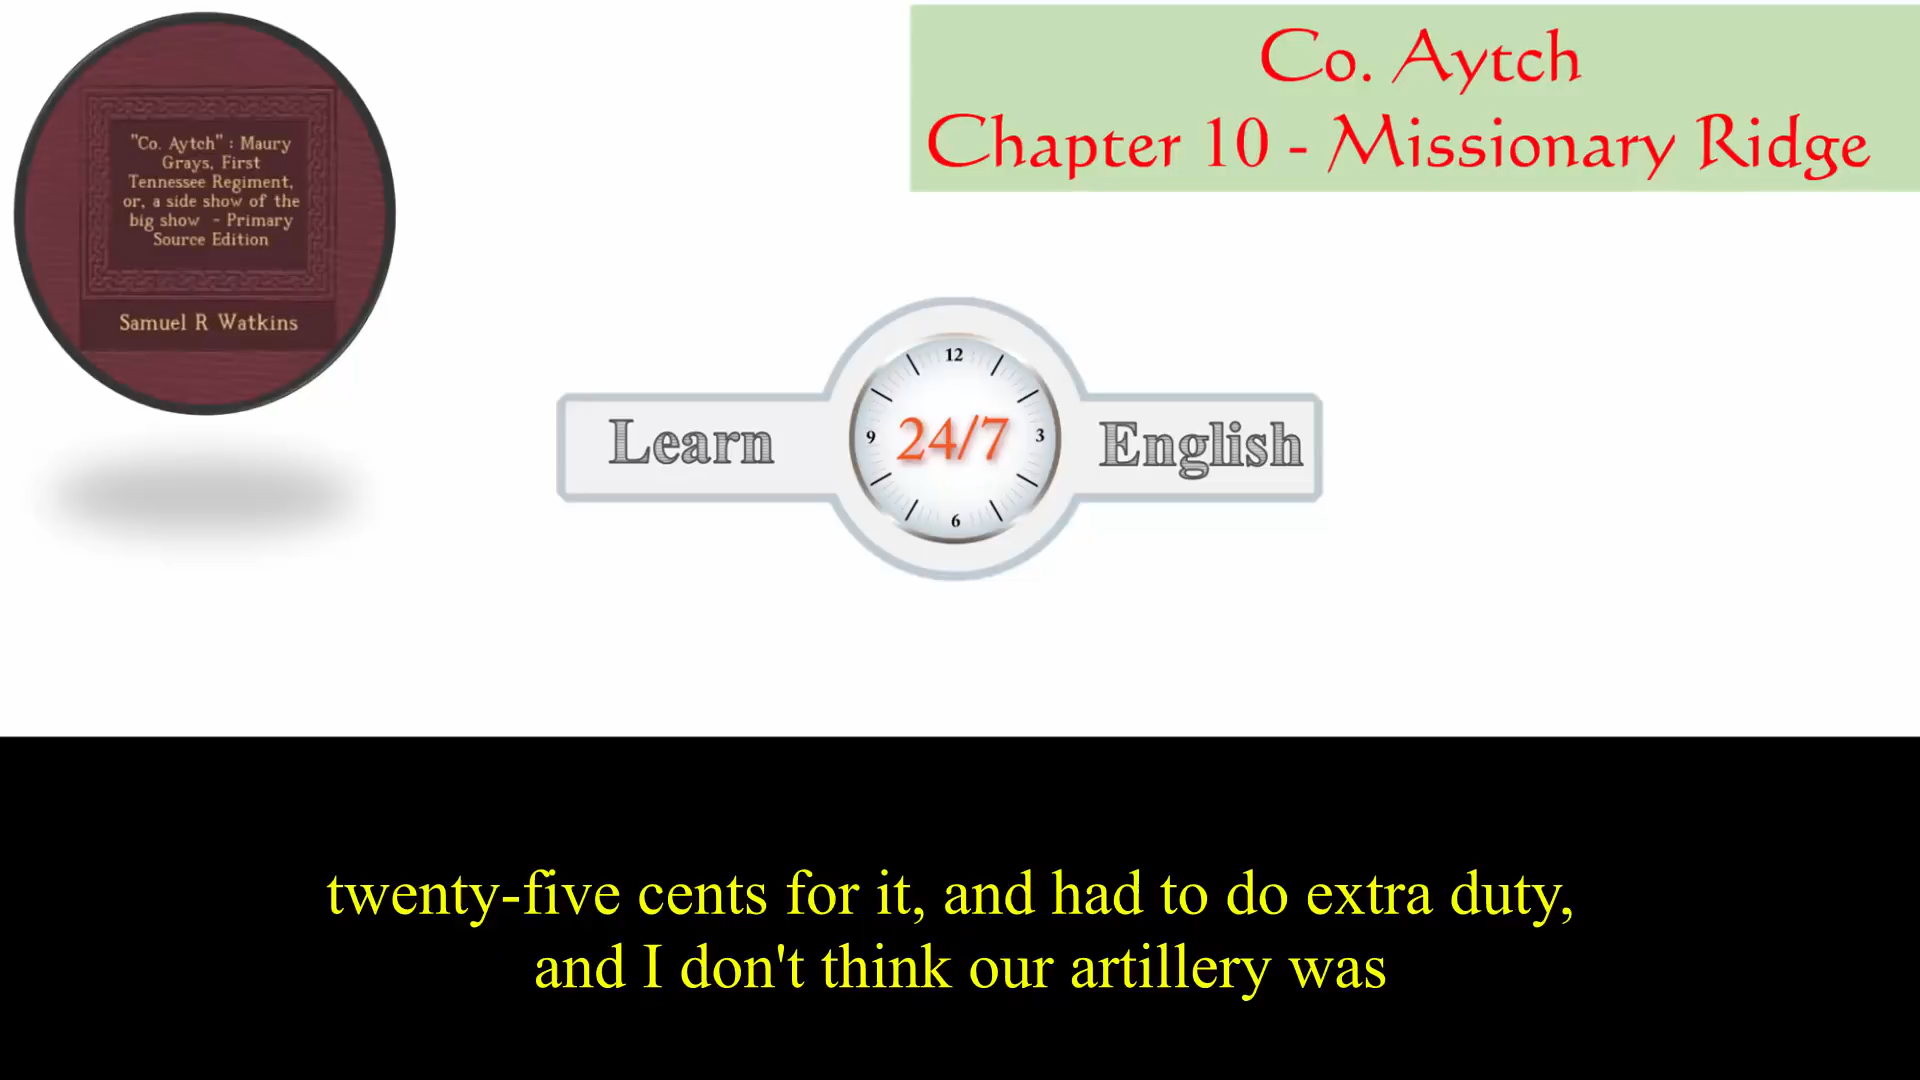 "Co. Aytch" : Maury
Grays, First
Tennessee Regiment,
or, a side show of the
big show - Primary
Source Edition
Samuel R Watkins
Co. Aytch
Chapter 10 - Missionary Ridge
Learn
12
9
24/7
3
6
English
twenty-five cents for it, and had to do extra duty,
and I don't think our artillery was